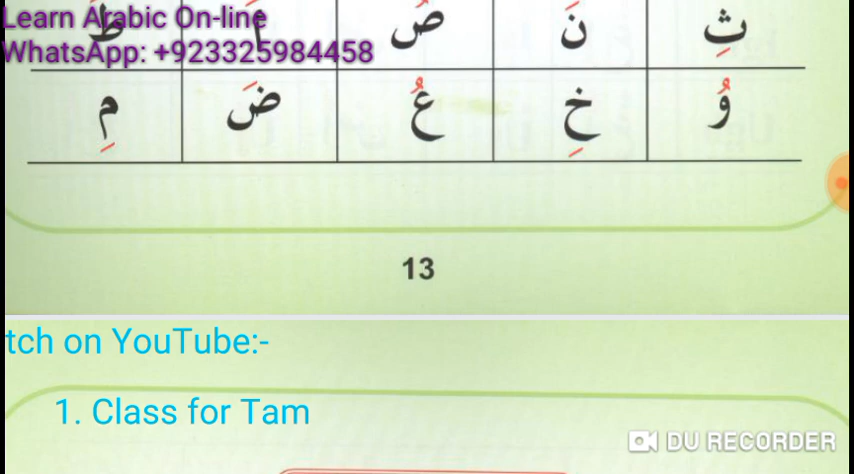 Learn Arabic On-line
WhatsApp: +923325984458
ثِ نَ صُ أَ طَ
وُ خِ عُ ضَ مِ
13
tch on YouTube:-
1. Class for Tam
DU RECORDER